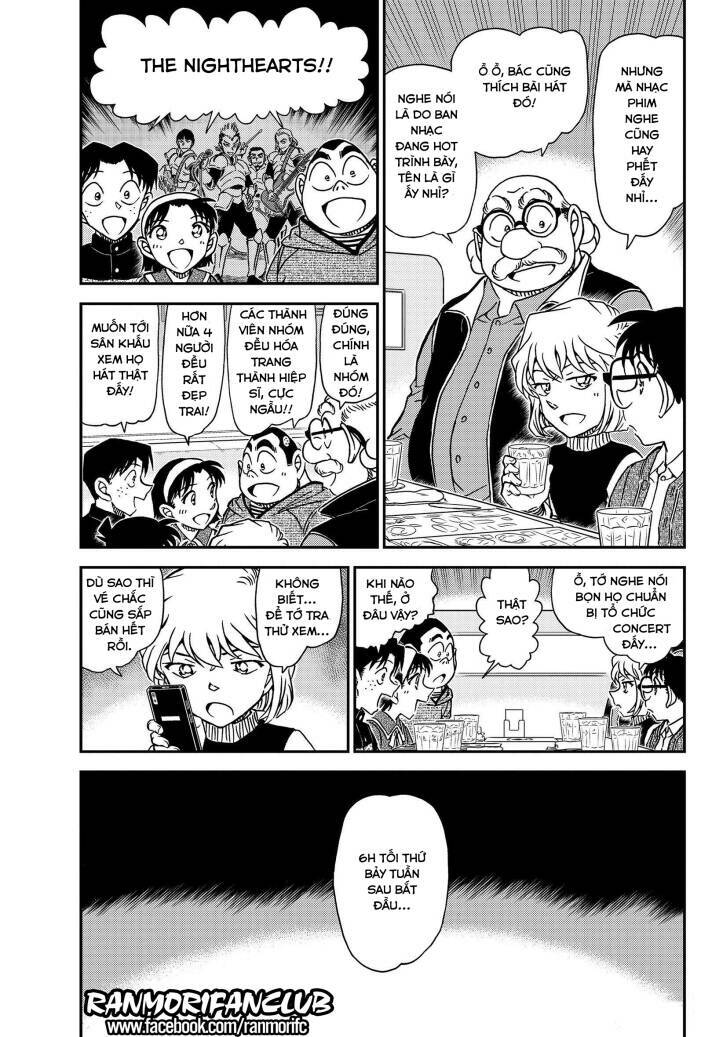 NHƯNG
MÀ NHẠC
PHIM
NGHE
CŨNG
HAY
PHẾT
ĐẤY
NHỈ...
Ồ Ồ, BÁC CŨNG
THÍCH BÀI HÁT
ĐÓ!
NGHE NÓI
LÀ DO BAN
NHẠC
ĐANG HOT
TRÌNH BÀY,
TÊN LÀ GÌ
ẤY NHỈ?
THE NIGHTHEARTS!!
ĐÚNG
ĐÚNG,
CHÍNH
LÀ
NHÓM
ĐÓ!
CÁC THÀNH
VIÊN NHÓM
ĐỀU HÓA
TRANG
THÀNH HIỆP
SĨ, CỰC
NGẦU!!
HƠN
NỮA 4
NGƯỜI
ĐỀU
RẤT
ĐẸP
TRAI!
MUỐN TỚI
SÂN KHẤU
XEM HỌ
HÁT THẬT
ĐẤY!
Ồ, TỚ NGHE NÓI
BỌN HỌ CHUẨN
BỊ TỔ CHỨC
CONCERT
ĐẤY...
THẬT
SAO?
KHI NÀO
THẾ, Ở
ĐÂU VẬY?
KHÔNG
BIẾT...
ĐỂ TỚ TRA
THỬ XEM...
DÙ SAO THÌ
VÉ CHẮC
CŨNG SẮP
BÁN HẾT
RỒI.
6H TỐI THỨ
BẢY TUẦN
SAU BẮT
ĐẦU...
RANMORIFANCLUB
www.facebook.com/ranmorifc